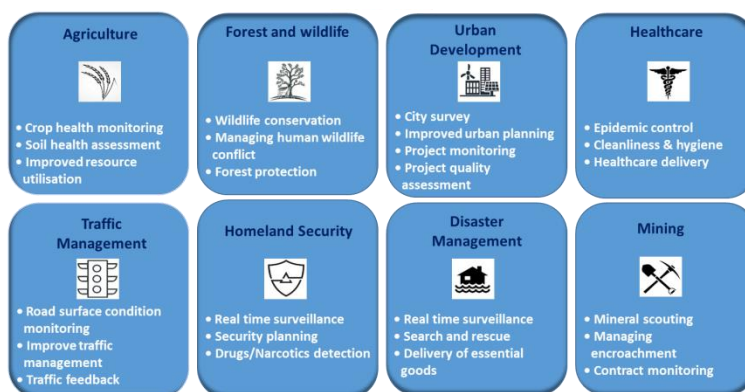 Agriculture
• Crop health monitoring
• Soil health assessment
• Improved resource
utilisation
Forest and wildlife
• Wildlife conservation
• Managing human wildlife
conflict
• Forest protection
Urban
Development
• City survey
• Improved urban planning
• Project monitoring
• Project quality
assessment
Healthcare
• Epidemic control
• Cleanliness & hygiene
• Healthcare delivery
Traffic
Management
• Road surface condition
monitoring
• Improve traffic
management
• Traffic feedback
Homeland Security
• Real time surveillance
• Security planning
• Drugs/Narcotics detection
Disaster
Management
• Real time surveillance
• Search and rescue
• Delivery of essential
goods
Mining
• Mineral scouting
• Managing
encroachment
• Contract monitoring